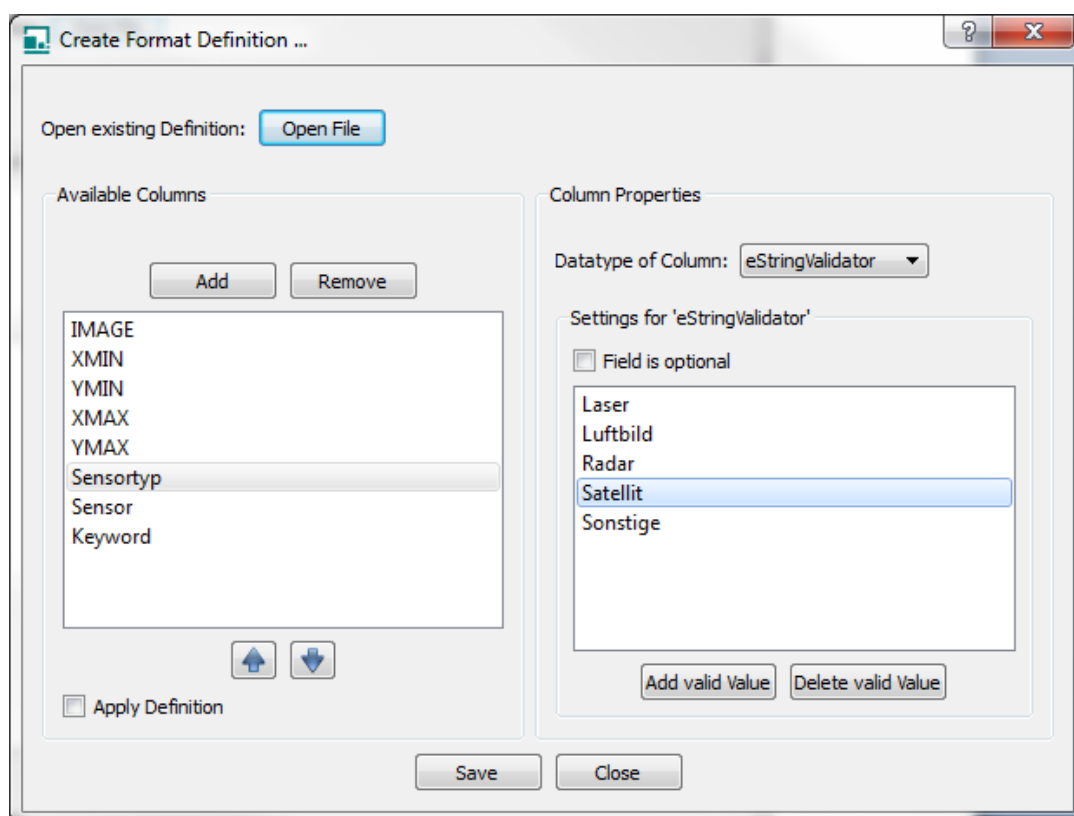 Create Format Definition ...
Open existing Definition: Open File
Available Columns
Add Remove
IMAGE
XMIN
YMIN
XMAX
YMAX
Sensortyp
Sensor
Keyword
Apply Definition
Column Properties
Datatype of Column: eStringValidator
Settings for 'eStringValidator'
Field is optional
Laser
Luftbild
Radar
Satellit
Sonstige
Add valid Value Delete valid Value
Save Close